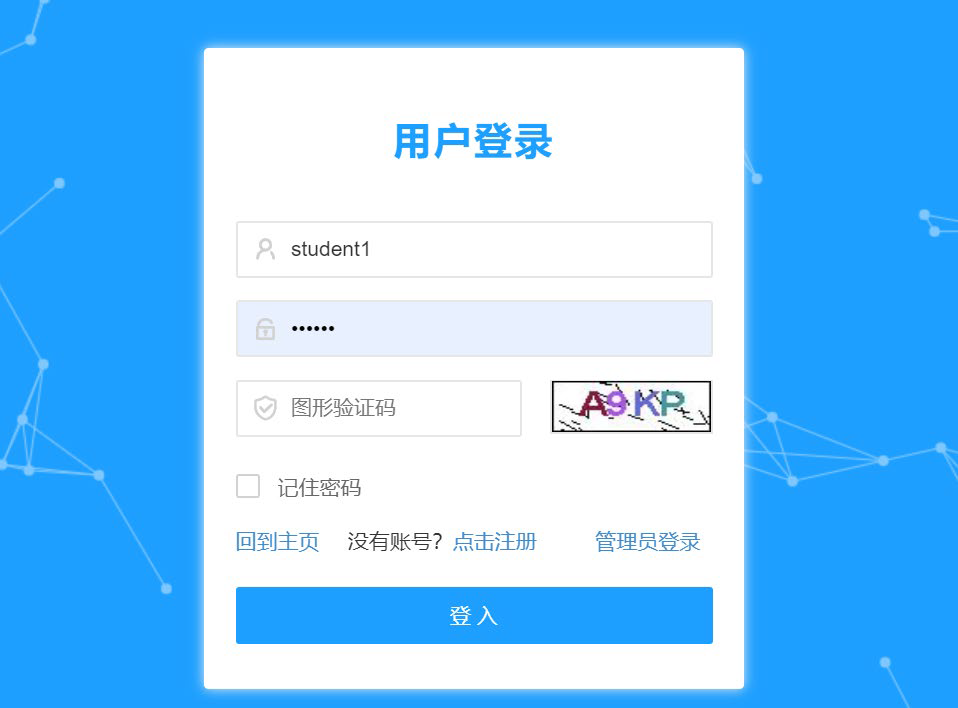 用户登录
student1
••••••
图形验证码 A9KP
记住密码
回到主页 没有账号？点击注册 管理员登录
登入